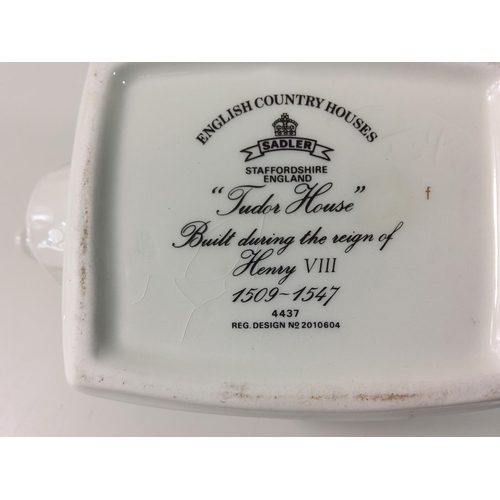 ENGLISH COUNTRY HOUSES
SADLER
STAFFORDSHIRE
ENGLAND
"Tudor House"
f
Built during the reign of
Henry VIII
1509-1547
4437
REG. DESIGN Nº 2010604